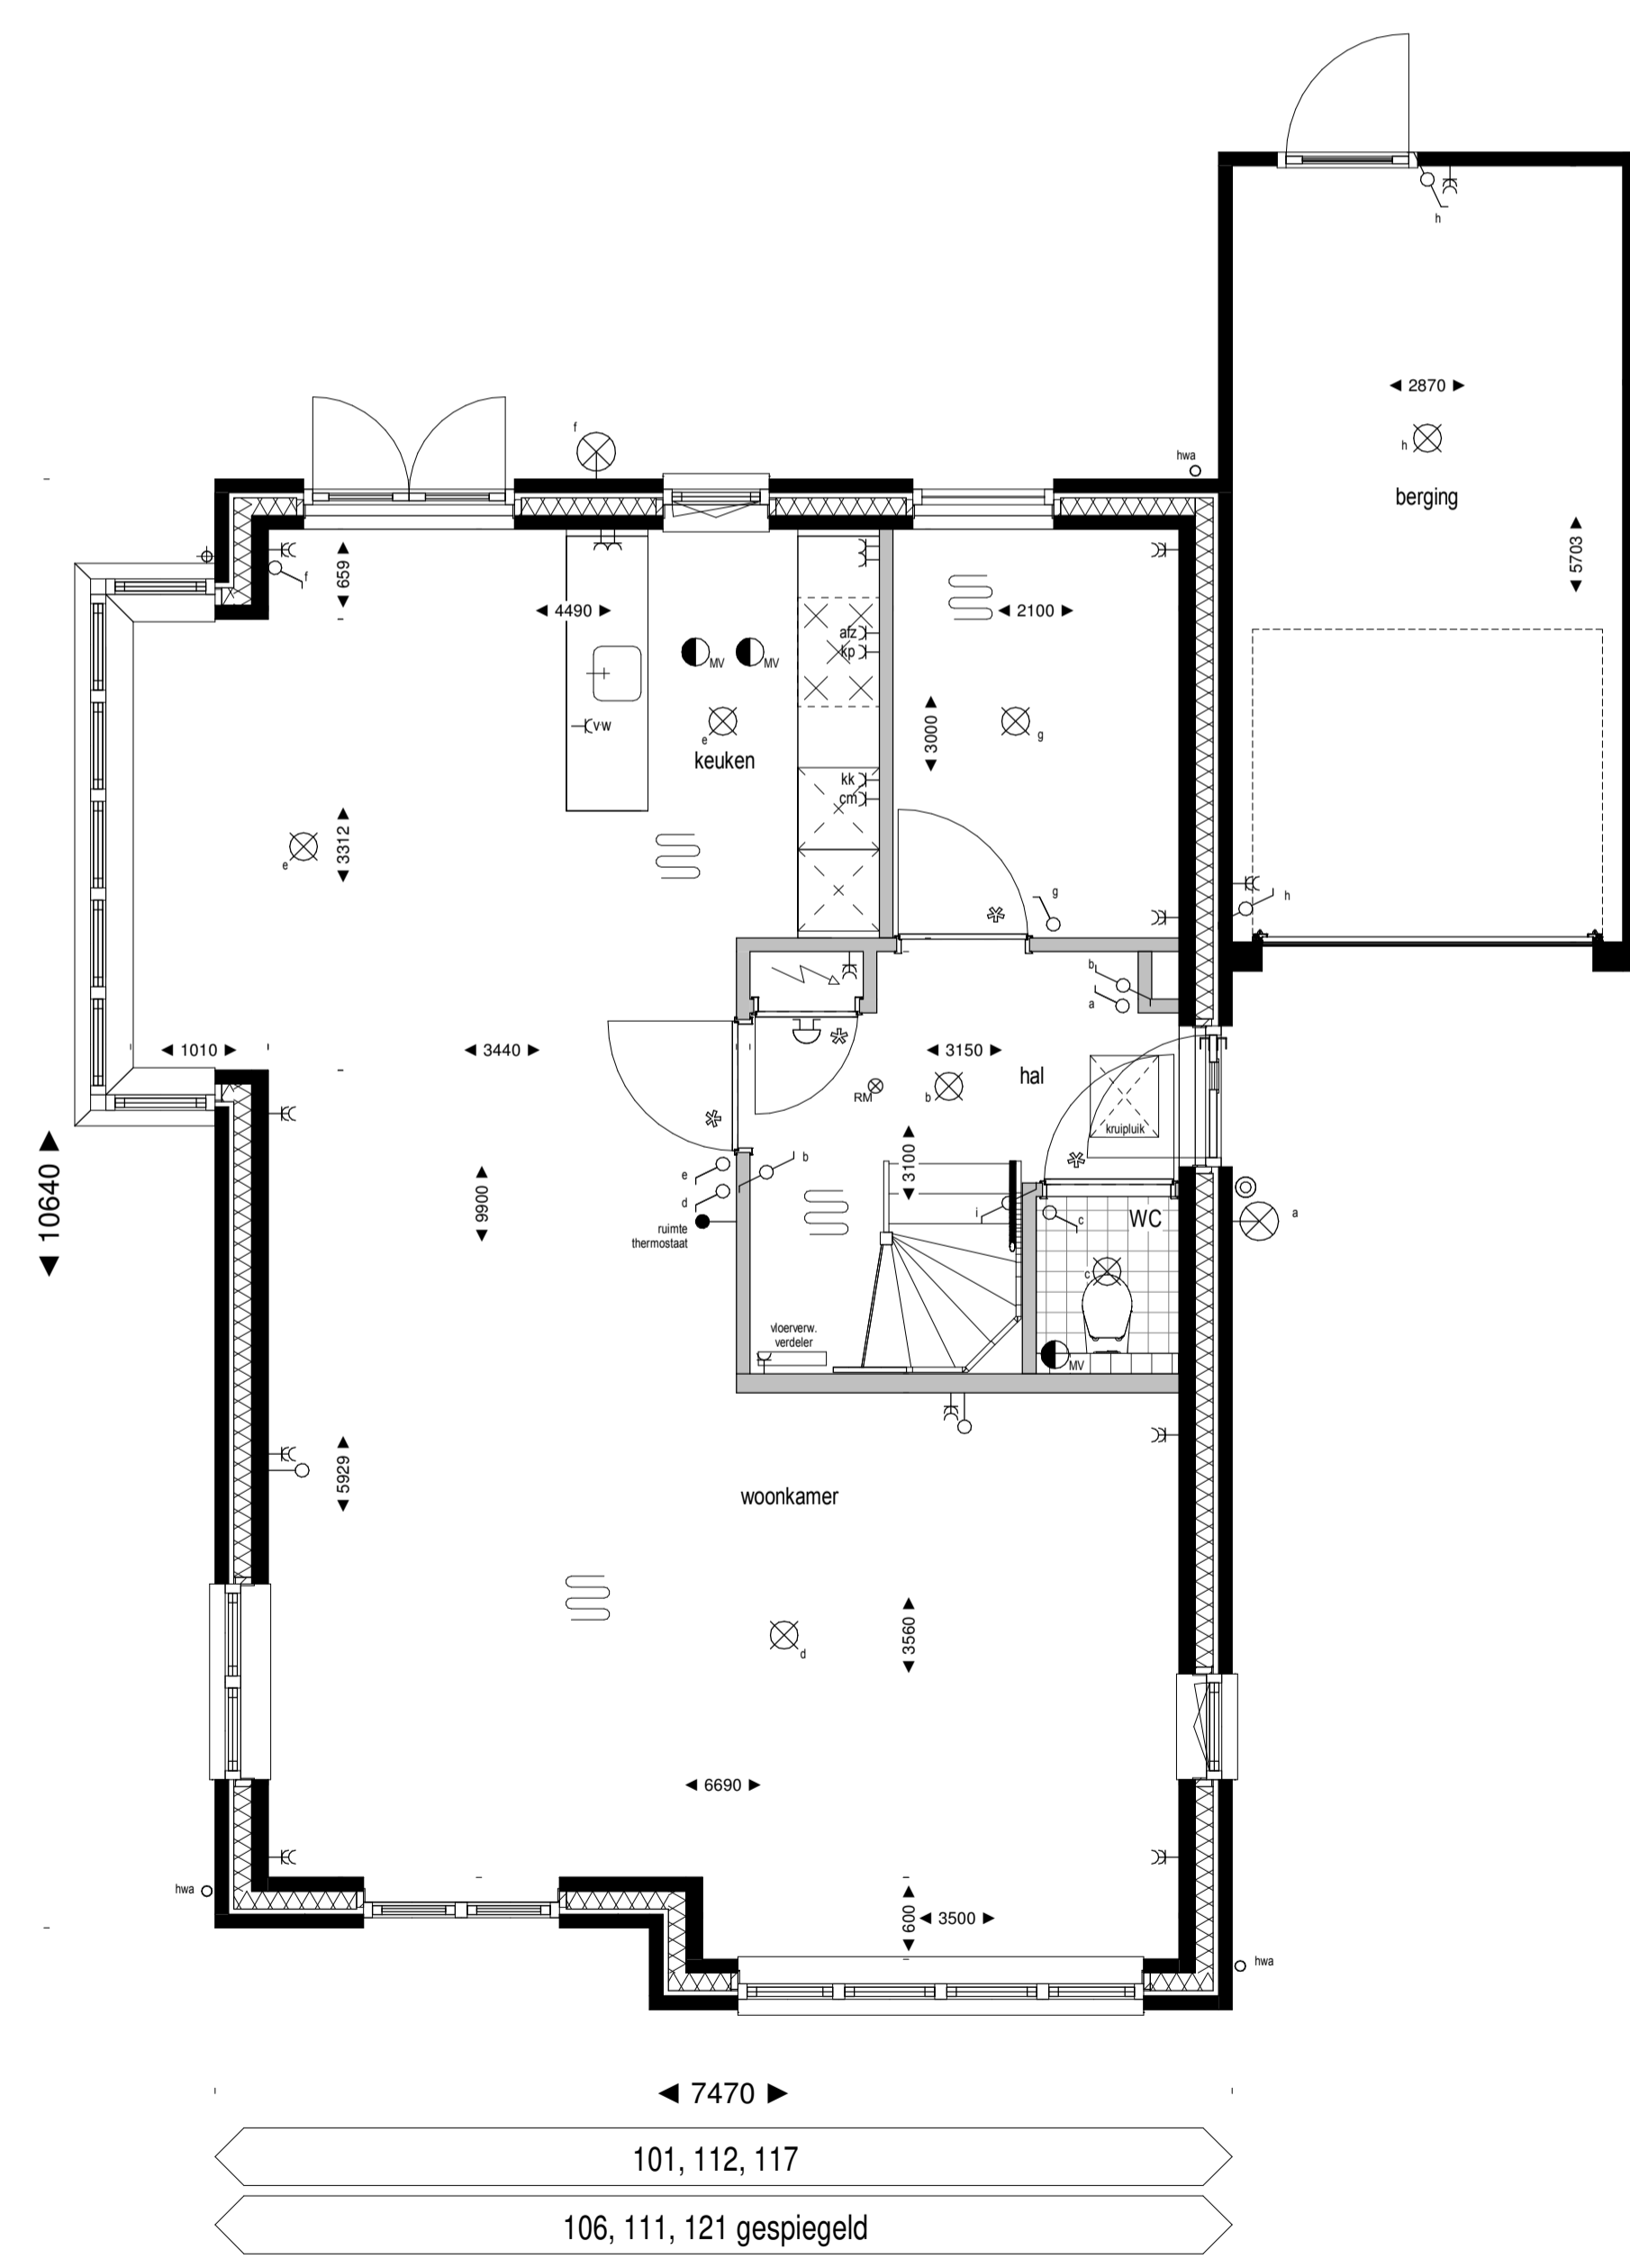 h
◄ 2870 ►
h
berging
◄ 5703 ►
f
hwa
f
◄ 659 ►
◄ 4490 ►
◄ 2100 ►
afz
kp
MV
MV
vw
e
keuken
◄ 3000 ►
g
kk
cm
◄ 3312 ►
e
g
h
b
a
◄ 1010 ►
◄ 3440 ►
◄ 3150 ►
hal
RM
b
kruipluik
◄ 10640 ►
◄ 9900 ►
◄ 3100 ►
e
b
d
ruimte
thermostaat
i
c
WC
a
c
vloerverw.
verdeler
MV
◄ 5929 ►
woonkamer
◄ 3560 ►
d
◄ 6690 ►
hwa
◄ 600 ►
◄ 3500 ►
hwa
◄ 7470 ►
101, 112, 117
106, 111, 121 gespiegeld